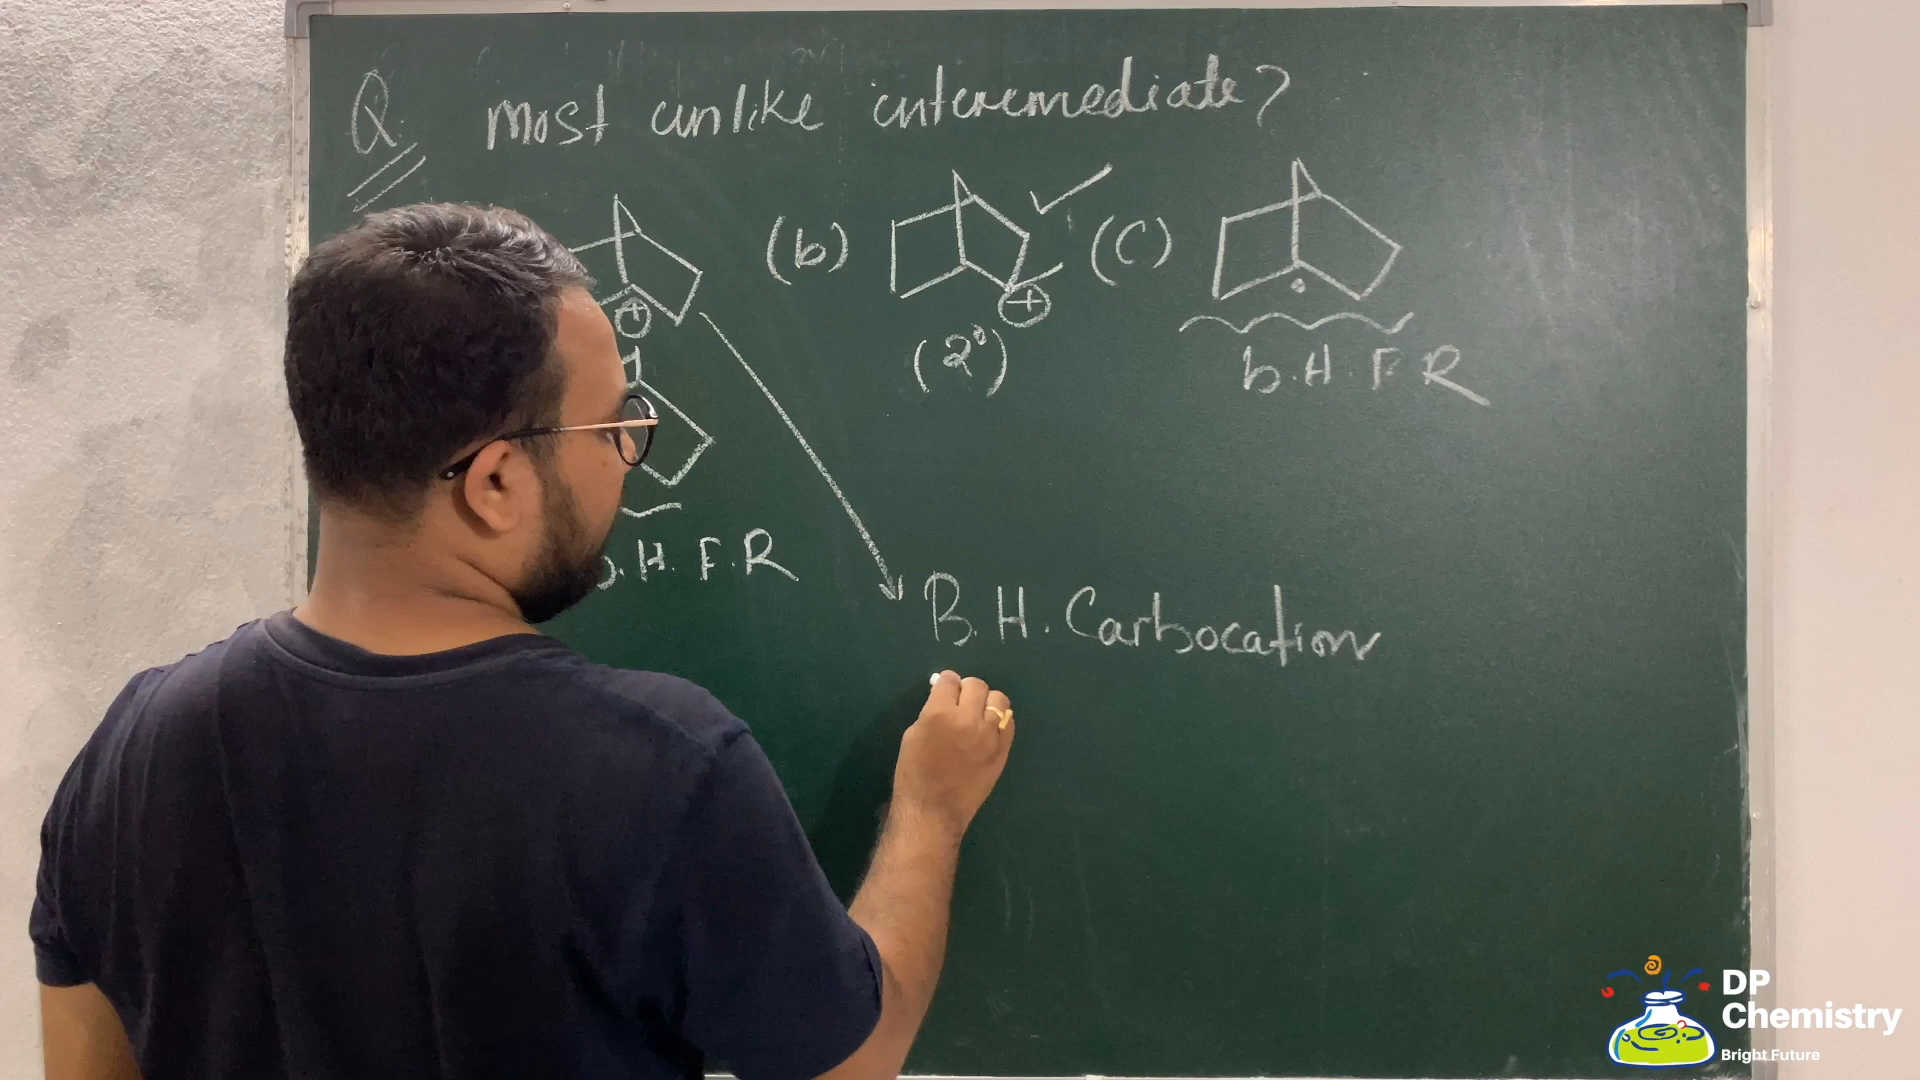 Q Most unlike interemediate?
(b) (C)
⊕ ⊕
(2°) b.H.F.R
.H.F.R
B.H. Carbocation
DP
Chemistry
Bright Future